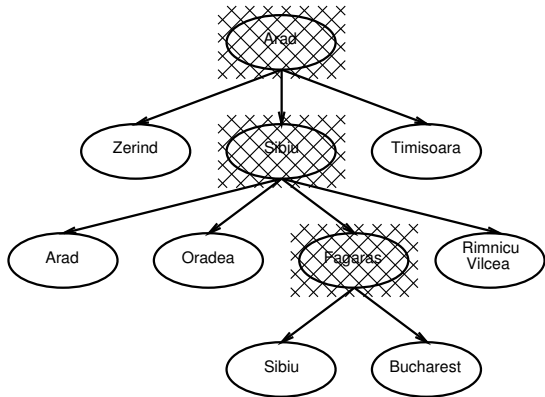 Arad
Zerind
Sibiu
Timisoara
Arad
Oradea
Fagaras
Rimnicu
Vilcea
Sibiu
Bucharest